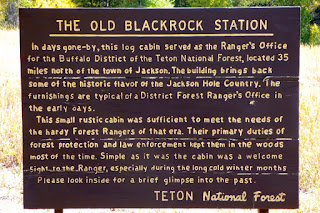 THE OLD BLACKROCK STATION
In days gone-by, this log cabin served as the Ranger's Office
for the Buffalo District of the Teton National Forest, located 35
miles north of the town of Jackson. The building brings back
some of the historic flavor of the Jackson Hole Country. The
furnishings are typical of a District Forest Ranger's Office in
the early days.
This small rustic cabin was sufficient to meet the needs of
the hardy Forest Rangers of that era. Their primary duties of
forest protection and law enforcement kept them in the woods
most of the time. Simple as it was the cabin was a welcome
sight to the Ranger, especially during the long cold winter months
Please look inside for a brief glimpse into the past.
TETON National Forest